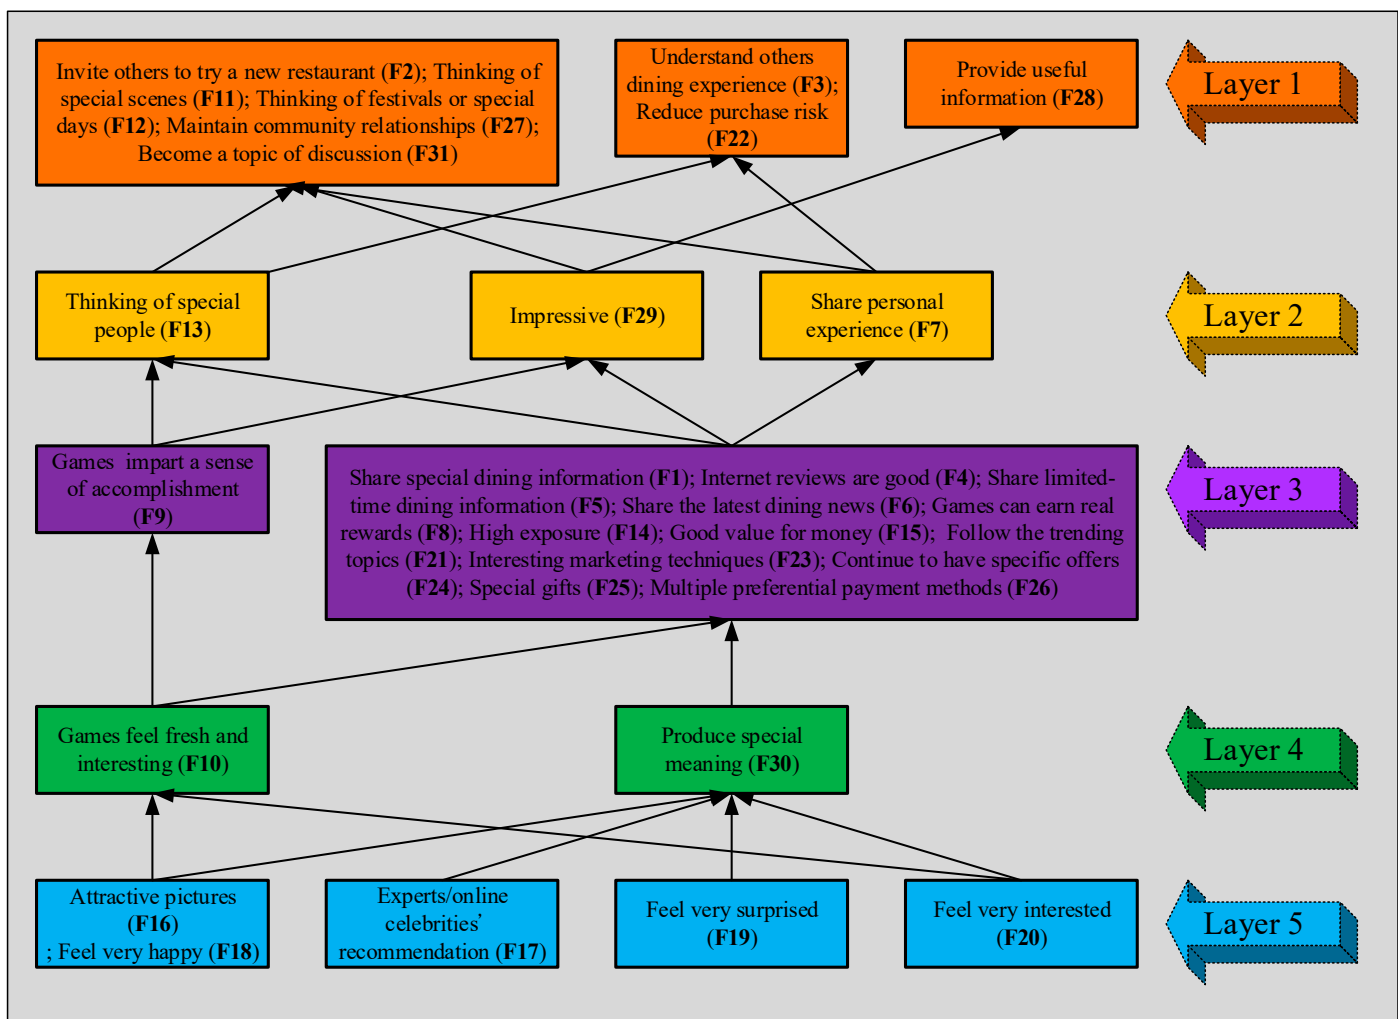 Invite others to try a new restaurant (F2); Thinking of
special scenes (F11); Thinking of festivals or special
days (F12); Maintain community relationships (F27);
Become a topic of discussion (F31)
Understand others
dining experience (F3);
Reduce purchase risk
(F22)
Provide useful
information (F28)
Layer 1
Thinking of special
people (F13)
Impressive (F29)
Share personal
experience (F7)
Layer 2
Games impart a sense
of accomplishment
(F9)
Share special dining information (F1); Internet reviews are good (F4); Share limited-
time dining information (F5); Share the latest dining news (F6); Games can earn real
rewards (F8); High exposure (F14); Good value for money (F15); Follow the trending
topics (F21); Interesting marketing techniques (F23); Continue to have specific offers
(F24); Special gifts (F25); Multiple preferential payment methods (F26)
Layer 3
Games feel fresh and
interesting (F10)
Produce special
meaning (F30)
Layer 4
Attractive pictures
(F16)
; Feel very happy (F18)
Experts/online
celebrities’
recommendation (F17)
Feel very surprised
(F19)
Feel very interested
(F20)
Layer 5